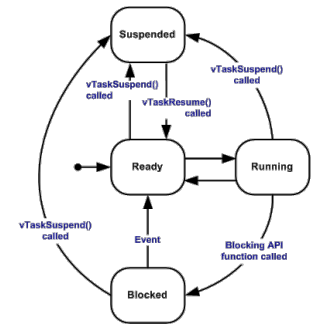 Suspended
vTaskSuspend()
called
vTaskSuspend()
called
vTaskResume()
called
Ready
Running
vTaskSuspend()
called
Event
Blocking API
function called
Blocked